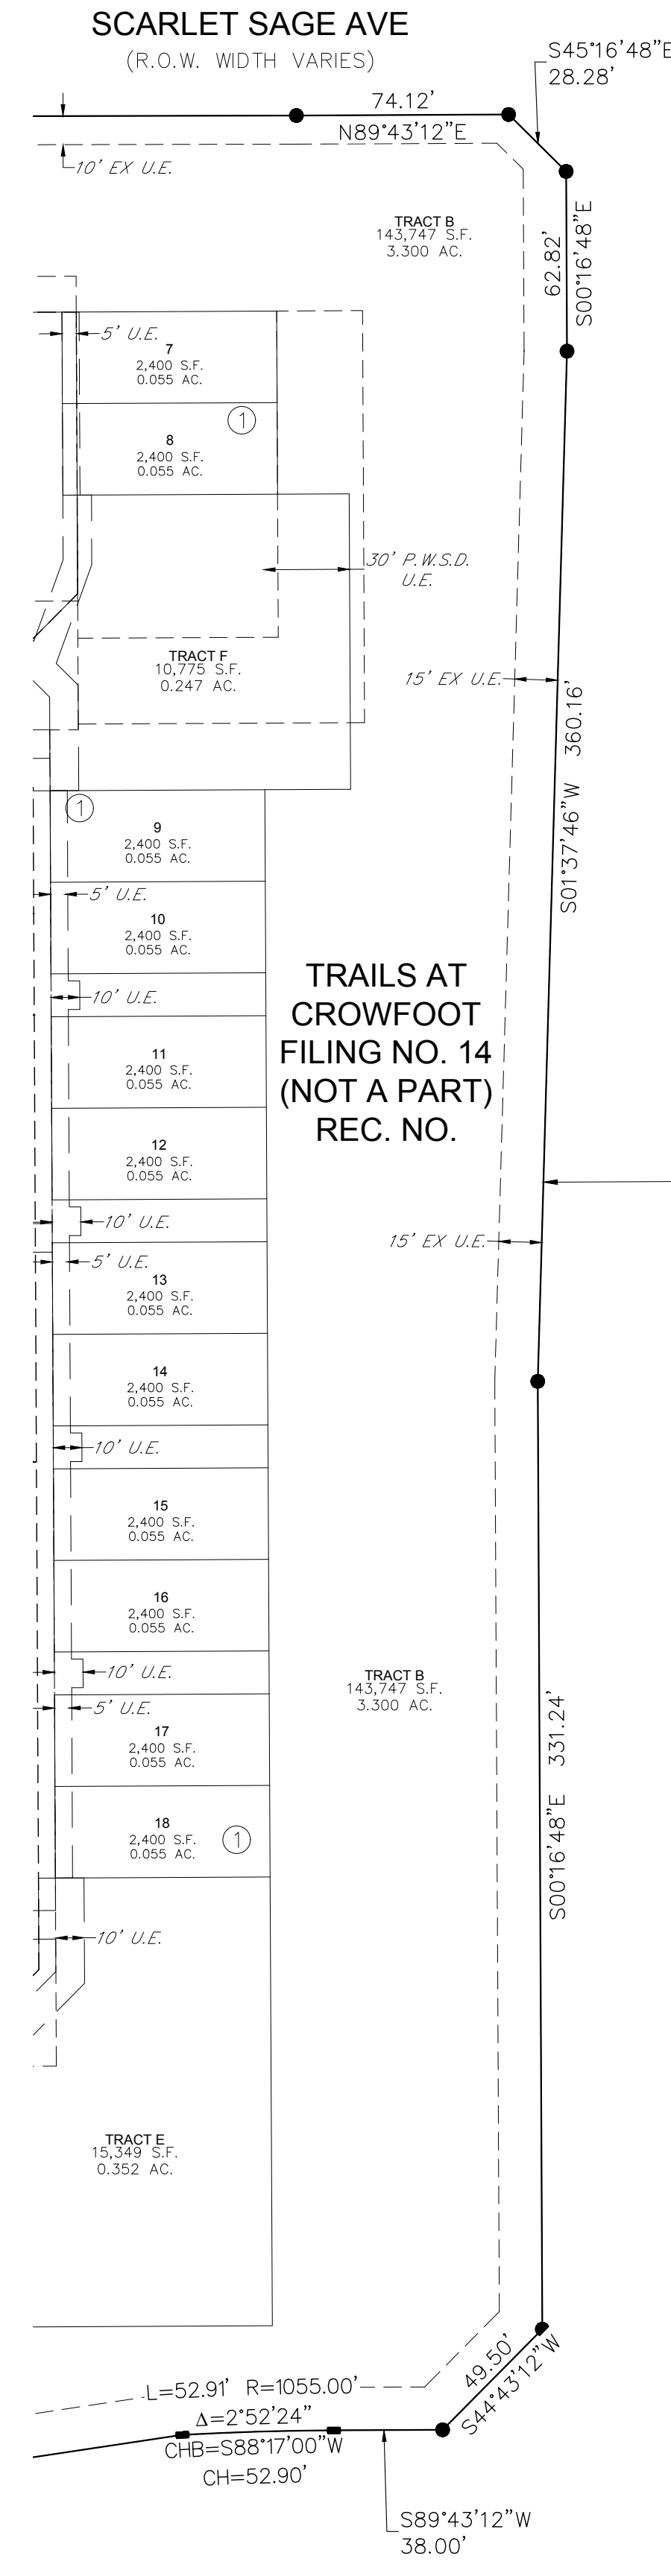 SCARLET SAGE AVE
(R.O.W. WIDTH VARIES)
S45°16'48"E
28.28'
74.12'
N89°43'12"E
10' EX U.E.
TRACT B
143,747 S.F.
3.300 AC.
62.82'
S00°16'48"E
5' U.E.
7
2,400 S.F.
0.055 AC.
1
8
2,400 S.F.
0.055 AC.
30' P.W.S.D.
U.E.
TRACT F
10,775 S.F.
0.247 AC.
15' EX U.E.
S01°37'46"W 360.16'
1
9
2,400 S.F.
0.055 AC.
5' U.E.
10
2,400 S.F.
0.055 AC.
10' U.E.
TRAILS AT
CROWFOOT
FILING NO. 14
(NOT A PART)
REC. NO.
11
2,400 S.F.
0.055 AC.
12
2,400 S.F.
0.055 AC.
10' U.E.
15' EX U.E.
5' U.E.
13
2,400 S.F.
0.055 AC.
14
2,400 S.F.
0.055 AC.
10' U.E.
15
2,400 S.F.
0.055 AC.
16
2,400 S.F.
0.055 AC.
10' U.E.
TRACT B
143,747 S.F.
3.300 AC.
5' U.E.
17
2,400 S.F.
0.055 AC.
S00°16'48"E 331.24'
18
2,400 S.F.
0.055 AC.
1
10' U.E.
TRACT E
15,349 S.F.
0.352 AC.
49.50'
S44°43'12"W
L=52.91' R=1055.00'
Δ=2°52'24"
CHB=S88°17'00"W
CH=52.90'
S89°43'12"W
38.00'